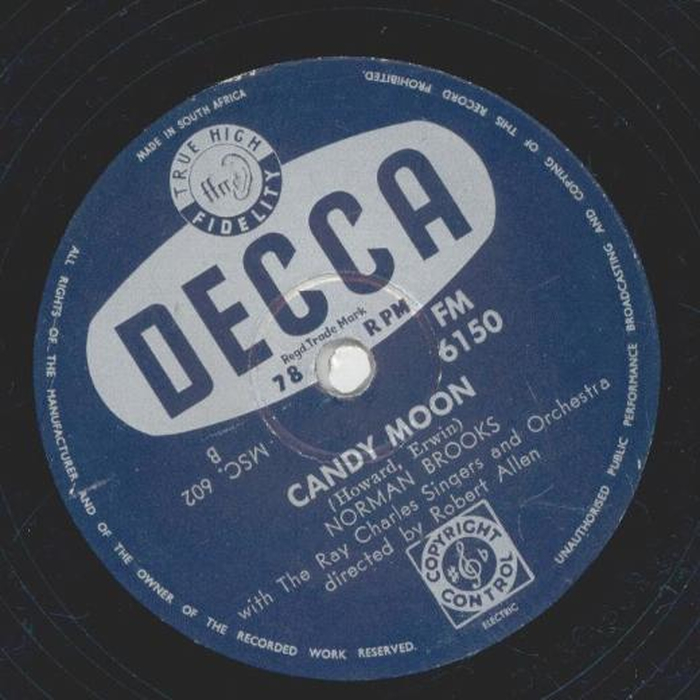 MADE IN SOUTH AFRICA
UNAUTHORISED PUBLIC PERFORMANCE BROADCASTING AND COPYING OF THIS RECORD PROHIBITED.
TRUE HIGH
ffrr
FIDELITY
DECCA
Regd. Trade Mark
78 RPM
FM
6150
MSC. 602
B
CANDY MOON
(Howard, Erwin)
NORMAN BROOKS
with The Ray Charles Singers and Orchestra
directed by Robert Allen
COPYRIGHT
CONTROL
ELECTRIC
ALL RIGHTS OF THE MANUFACTURER AND OF THE OWNER OF THE RECORDED WORK RESERVED.